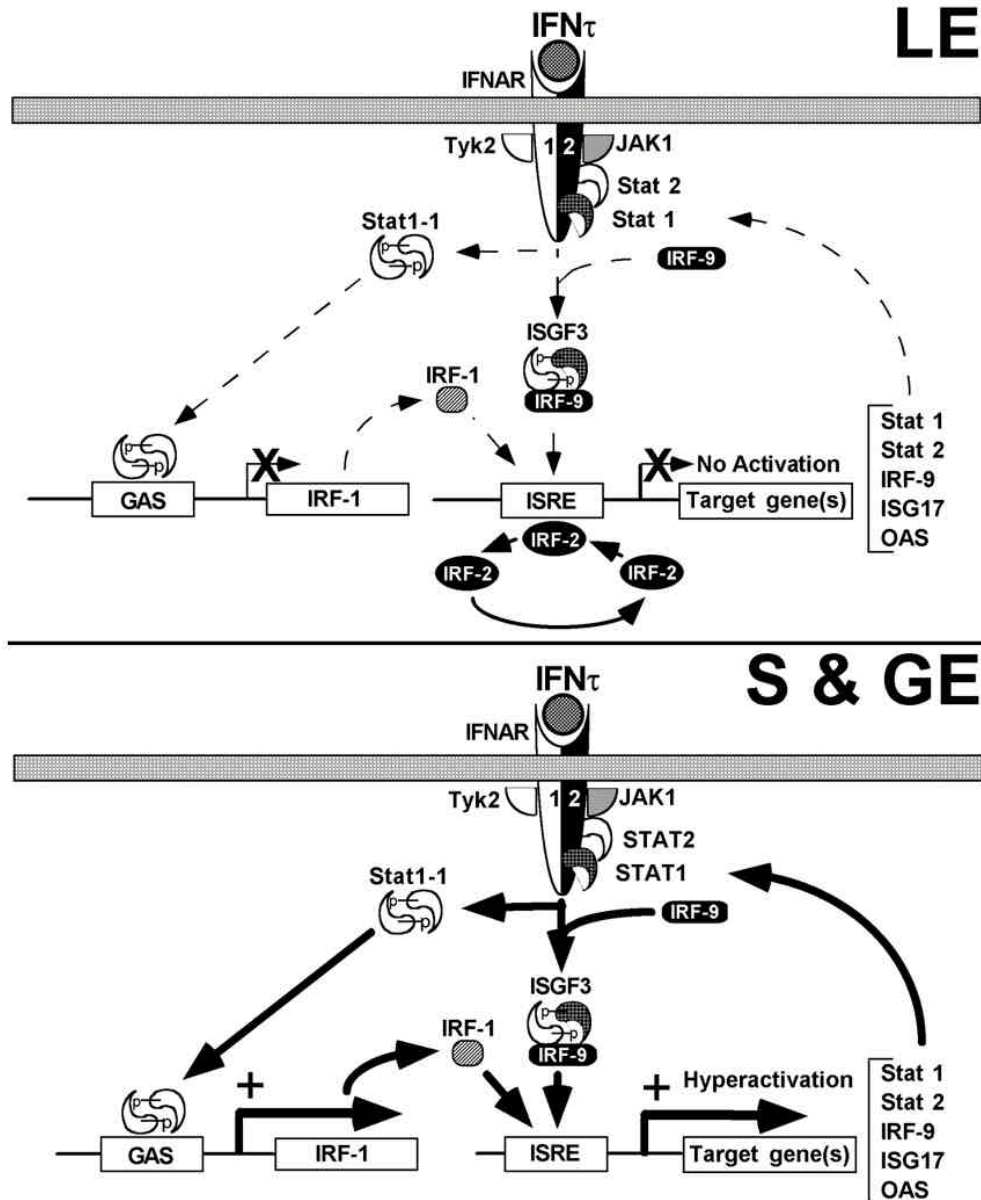 LE
IFNτ
IFNAR
Tyk2
1 2
JAK1
Stat 2
Stat 1
Stat1-1
p
p
IRF-9
ISGF3
p
p
IRF-9
IRF-1
p
p
GAS
X
IRF-1
ISRE
X
No Activation
Target gene(s)
Stat 1
Stat 2
IRF-9
ISG17
OAS
IRF-2
IRF-2
IRF-2
S & GE
IFNτ
IFNAR
Tyk2
1 2
JAK1
STAT2
STAT1
Stat1-1
p
p
IRF-9
ISGF3
p
p
IRF-9
IRF-1
p
p
GAS
+
IRF-1
ISRE
+
Hyperactivation
Target gene(s)
Stat 1
Stat 2
IRF-9
ISG17
OAS